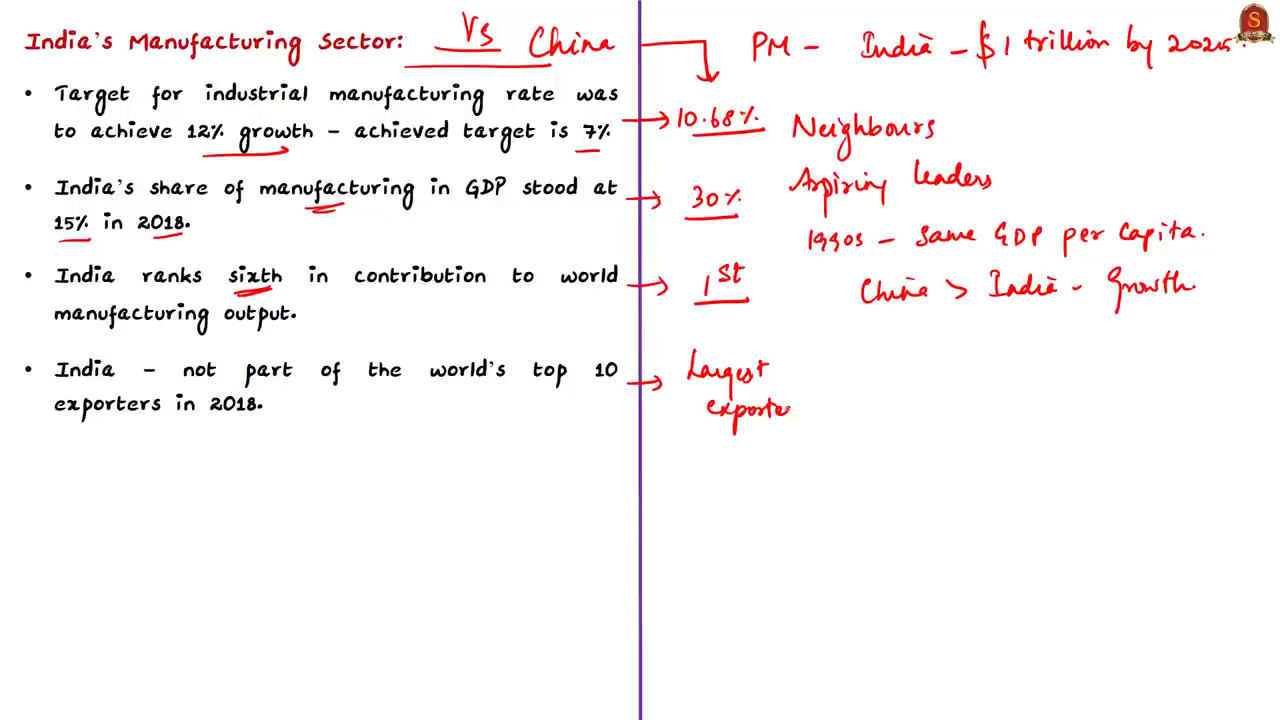 India's Manufacturing Sector: Vs China
• Target for industrial manufacturing rate was
to achieve 12% growth – achieved target is 7%.
• India's share of manufacturing in GDP stood at
15% in 2018.
• India ranks sixth in contribution to world
manufacturing output.
• India – not part of the world's top 10
exporters in 2018.
PM - India - $1 trillion by 2025.
10.68%
30%
1st
Largest
exporte
Neighbours
Aspiring leaders
1990s - Same GDP per Capita.
China > India - Growth
S